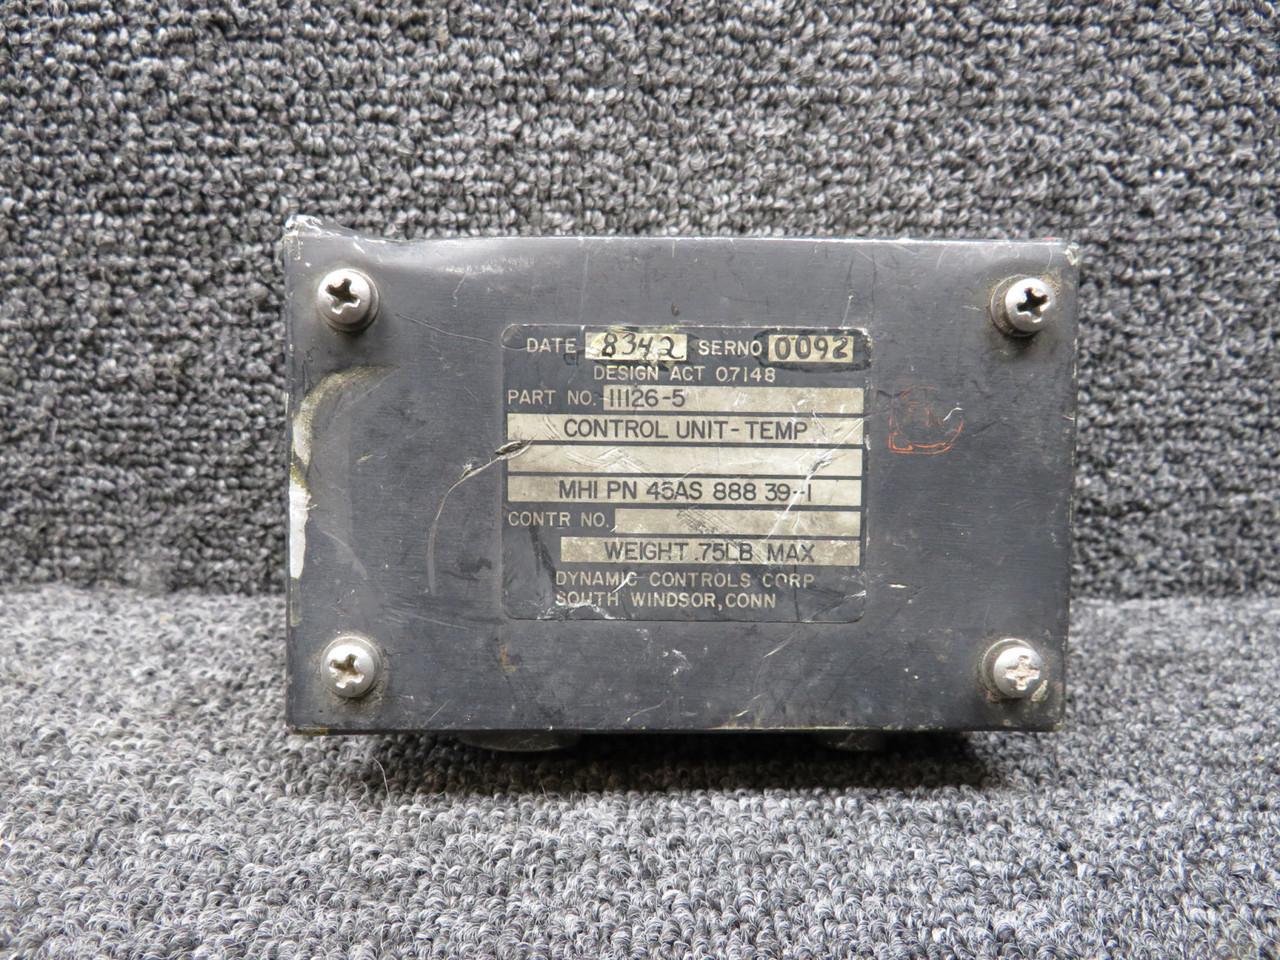 DATE 8342 SERNO 0092
DESIGN ACT 07148
PART NO. 11126-5
CONTROL UNIT-TEMP
MHI PN 45AS 888 39-1
CONTR NO.
WEIGHT .75LB MAX
DYNAMIC CONTROLS CORP
SOUTH WINDSOR, CONN